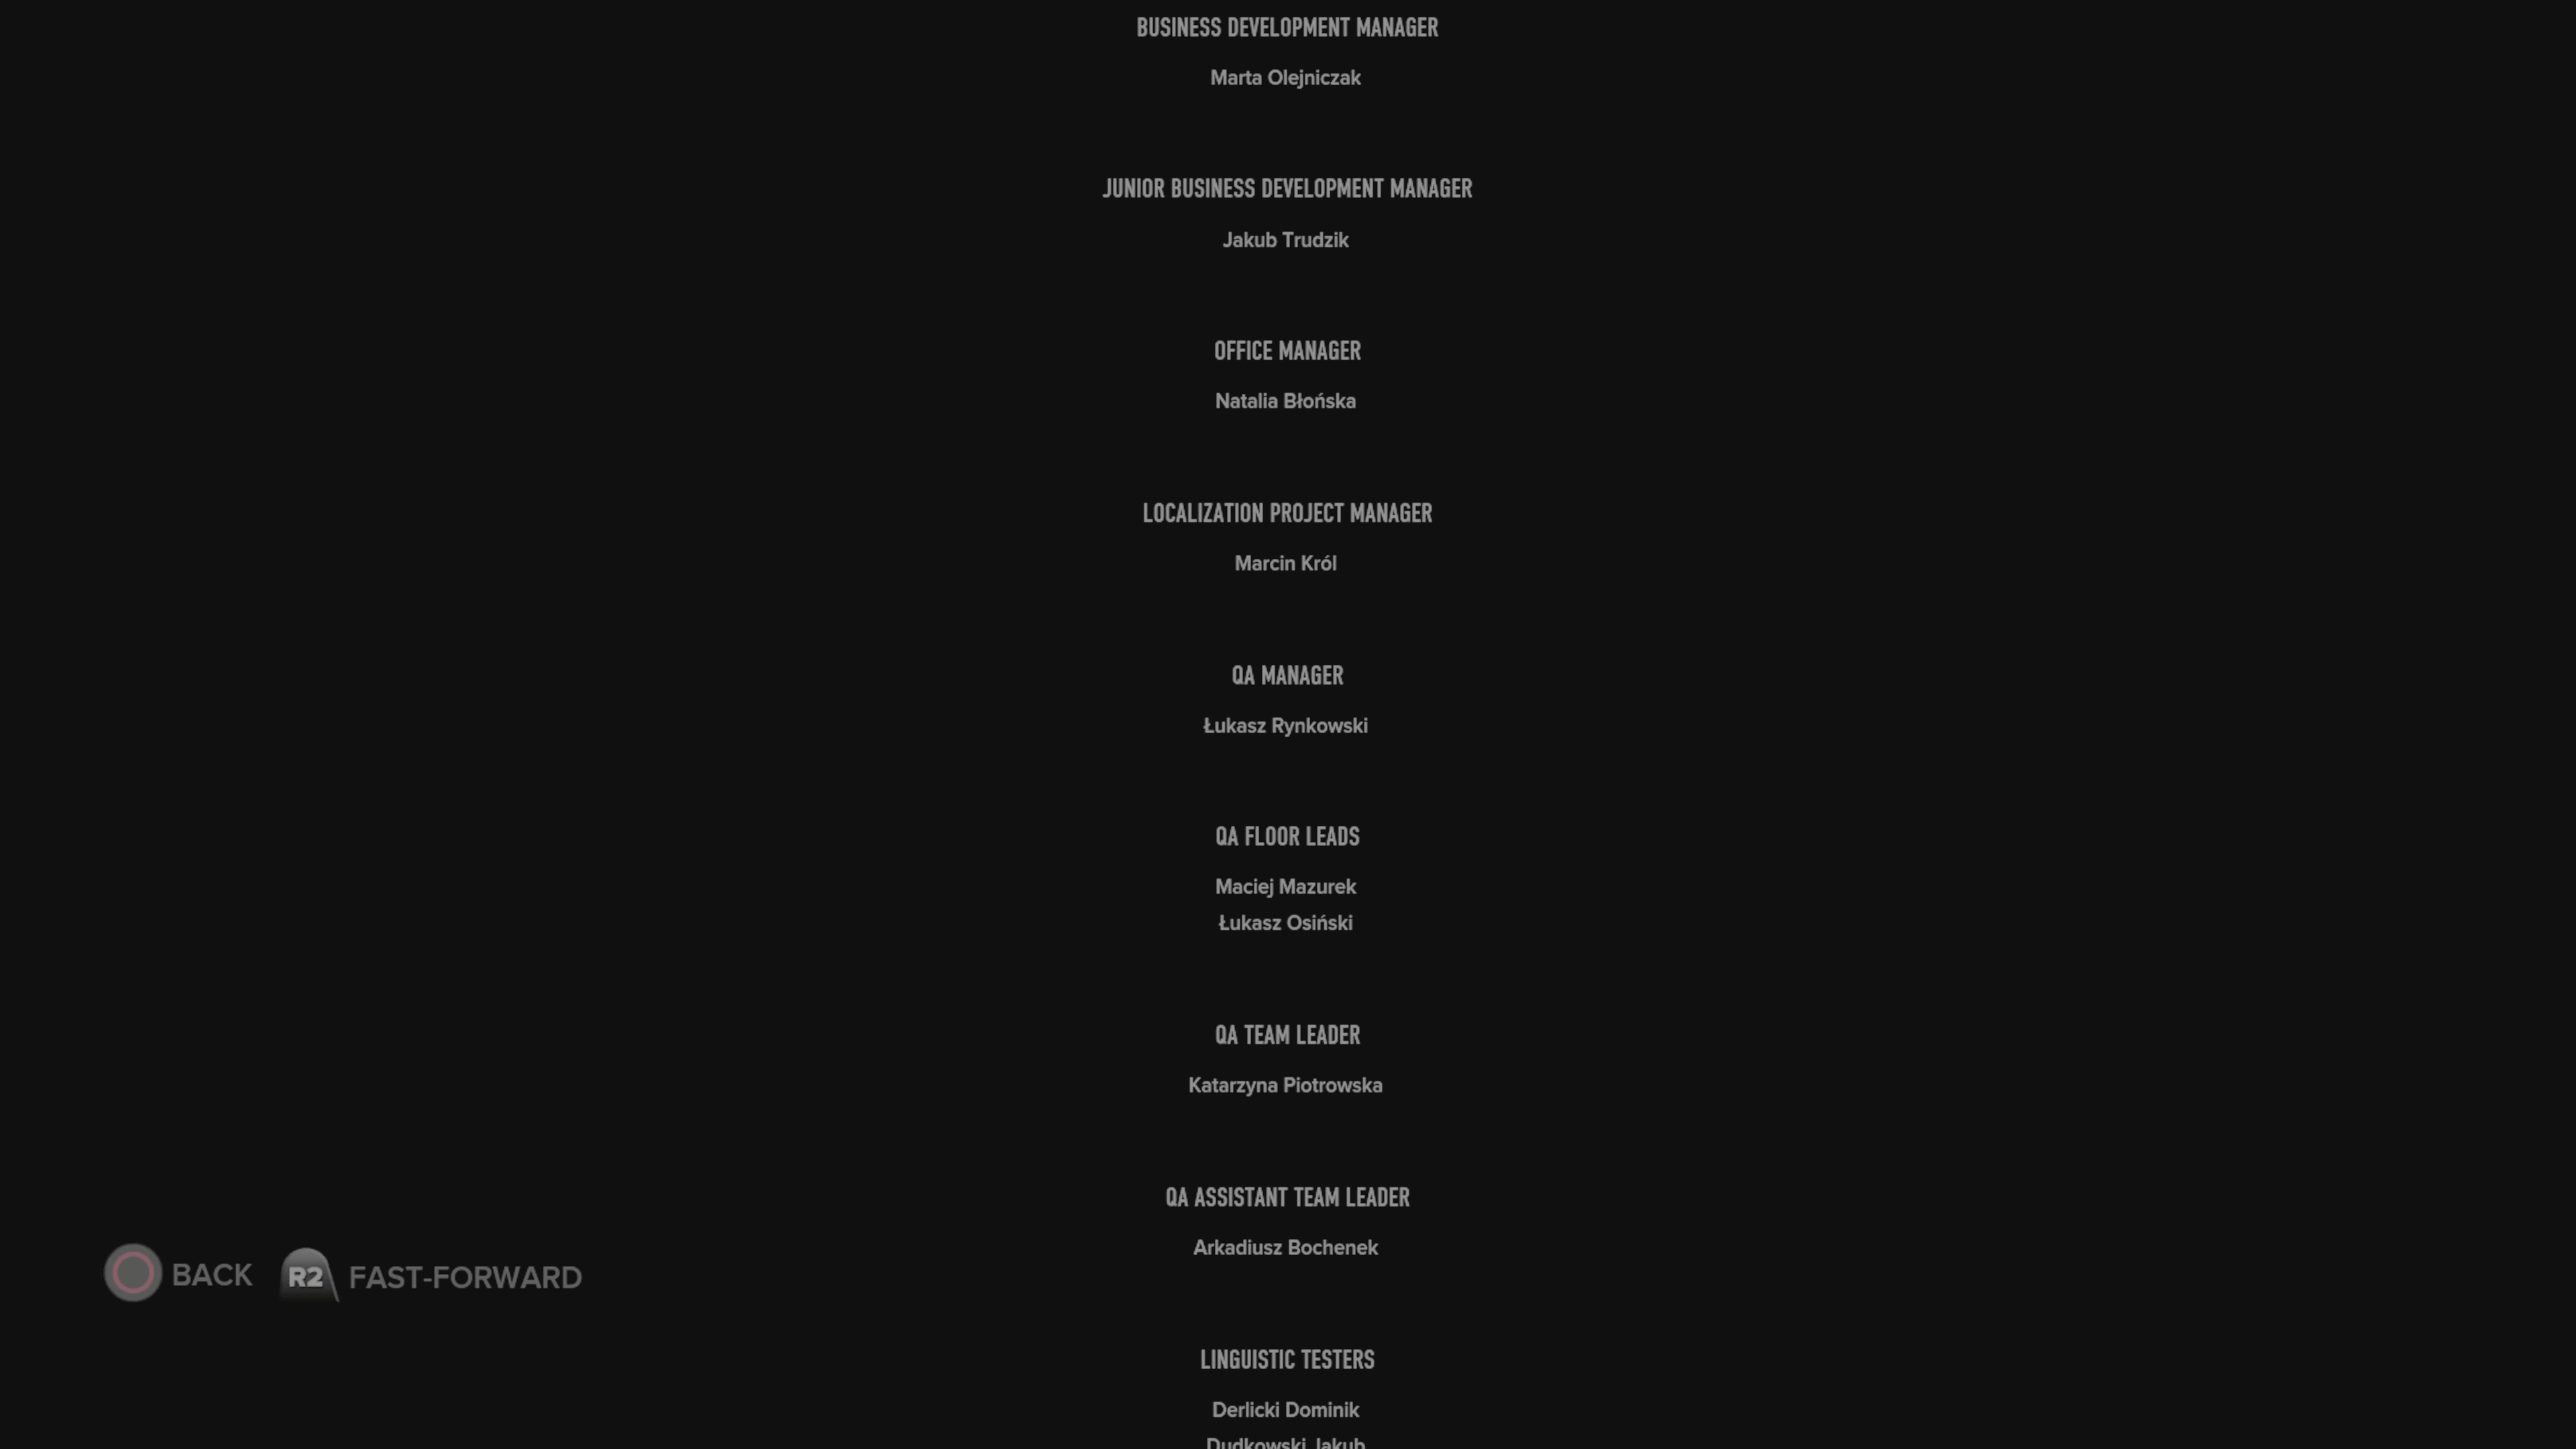 BUSINESS DEVELOPMENT MANAGER
Marta Olejniczak
JUNIOR BUSINESS DEVELOPMENT MANAGER
Jakub Trudzik
OFFICE MANAGER
Natalia Błońska
LOCALIZATION PROJECT MANAGER
Marcin Król
QA MANAGER
Łukasz Rynkowski
QA FLOOR LEADS
Maciej Mazurek
Łukasz Osiński
QA TEAM LEADER
Katarzyna Piotrowska
QA ASSISTANT TEAM LEADER
Arkadiusz Bochenek
BACK R2 FAST-FORWARD
LINGUISTIC TESTERS
Derlicki Dominik
Dudkowski Jakub